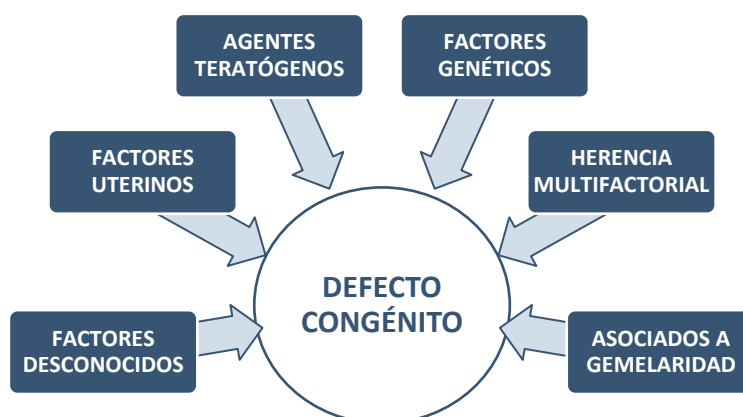 AGENTES
TERATÓGENOS
FACTORES
GENÉTICOS
FACTORES
UTERINOS
HERENCIA
MULTIFACTORIAL
DEFECTO
CONGÉNITO
FACTORES
DESCONOCIDOS
ASOCIADOS A
GEMELARIDAD